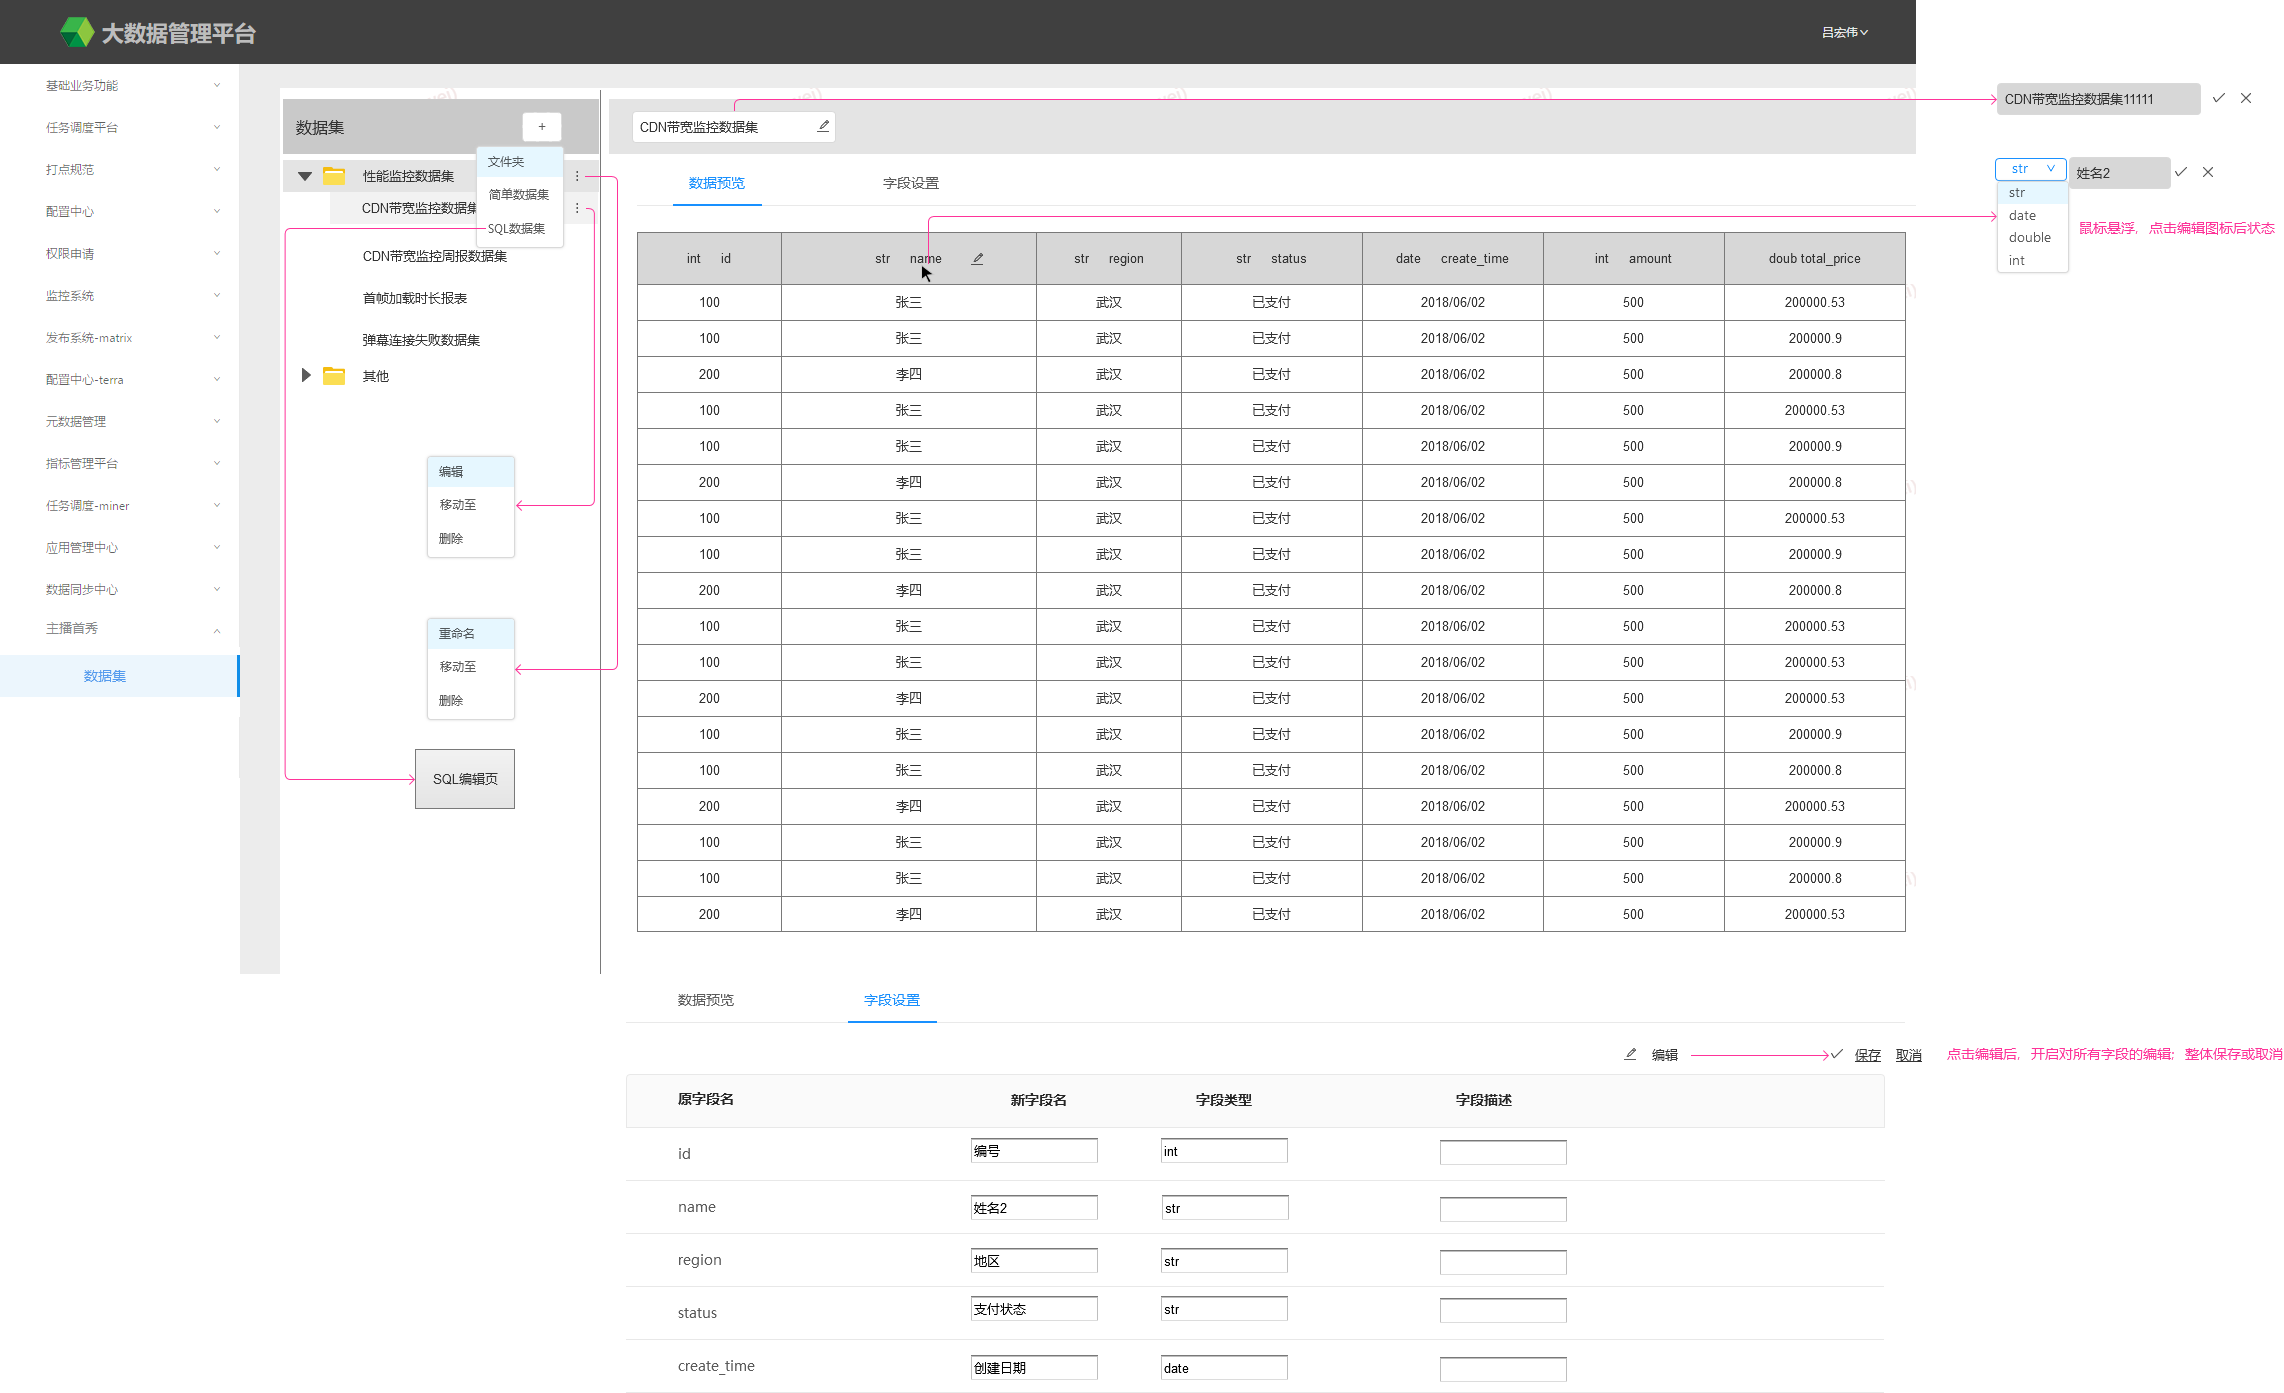 大数据管理平台
吕宏伟
基础业务功能
任务调度平台
打点规范
配置中心
权限申请
监控系统
发布系统-matrix
配置中心-terra
元数据管理
指标管理平台
任务调度-miner
应用管理中心
数据同步中心
主播首秀
数据集
数据集
+
文件夹
简单数据集
SQL数据集
性能监控数据集
CDN带宽监控数据集
CDN带宽监控周报数据集
首帧加载时长报表
弹幕连接失败数据集
其他
编辑
移动至
删除
重命名
移动至
删除
SQL编辑页
CDN带宽监控数据集
CDN带宽监控数据集11111
数据预览 字段设置
str 姓名2
str
date
double
int
鼠标悬浮，点击编辑图标后状态
int id str name str region str status date create_time int amount doub total_price
100 张三 武汉 已支付 2018/06/02 500 200000.53
100 张三 武汉 已支付 2018/06/02 500 200000.9
200 李四 武汉 已支付 2018/06/02 500 200000.8
100 张三 武汉 已支付 2018/06/02 500 200000.53
100 张三 武汉 已支付 2018/06/02 500 200000.9
200 李四 武汉 已支付 2018/06/02 500 200000.8
100 张三 武汉 已支付 2018/06/02 500 200000.53
100 张三 武汉 已支付 2018/06/02 500 200000.9
200 李四 武汉 已支付 2018/06/02 500 200000.8
100 张三 武汉 已支付 2018/06/02 500 200000.53
100 张三 武汉 已支付 2018/06/02 500 200000.53
200 李四 武汉 已支付 2018/06/02 500 200000.53
100 张三 武汉 已支付 2018/06/02 500 200000.9
100 张三 武汉 已支付 2018/06/02 500 200000.8
200 李四 武汉 已支付 2018/06/02 500 200000.53
100 张三 武汉 已支付 2018/06/02 500 200000.9
100 张三 武汉 已支付 2018/06/02 500 200000.8
200 李四 武汉 已支付 2018/06/02 500 200000.53
数据预览 字段设置
编辑 保存 取消 点击编辑后，开启对所有字段的编辑；整体保存或取消
原字段名 新字段名 字段类型 字段描述
id 编号 int
name 姓名2 str
region 地区 str
status 支付状态 str
create_time 创建日期 date